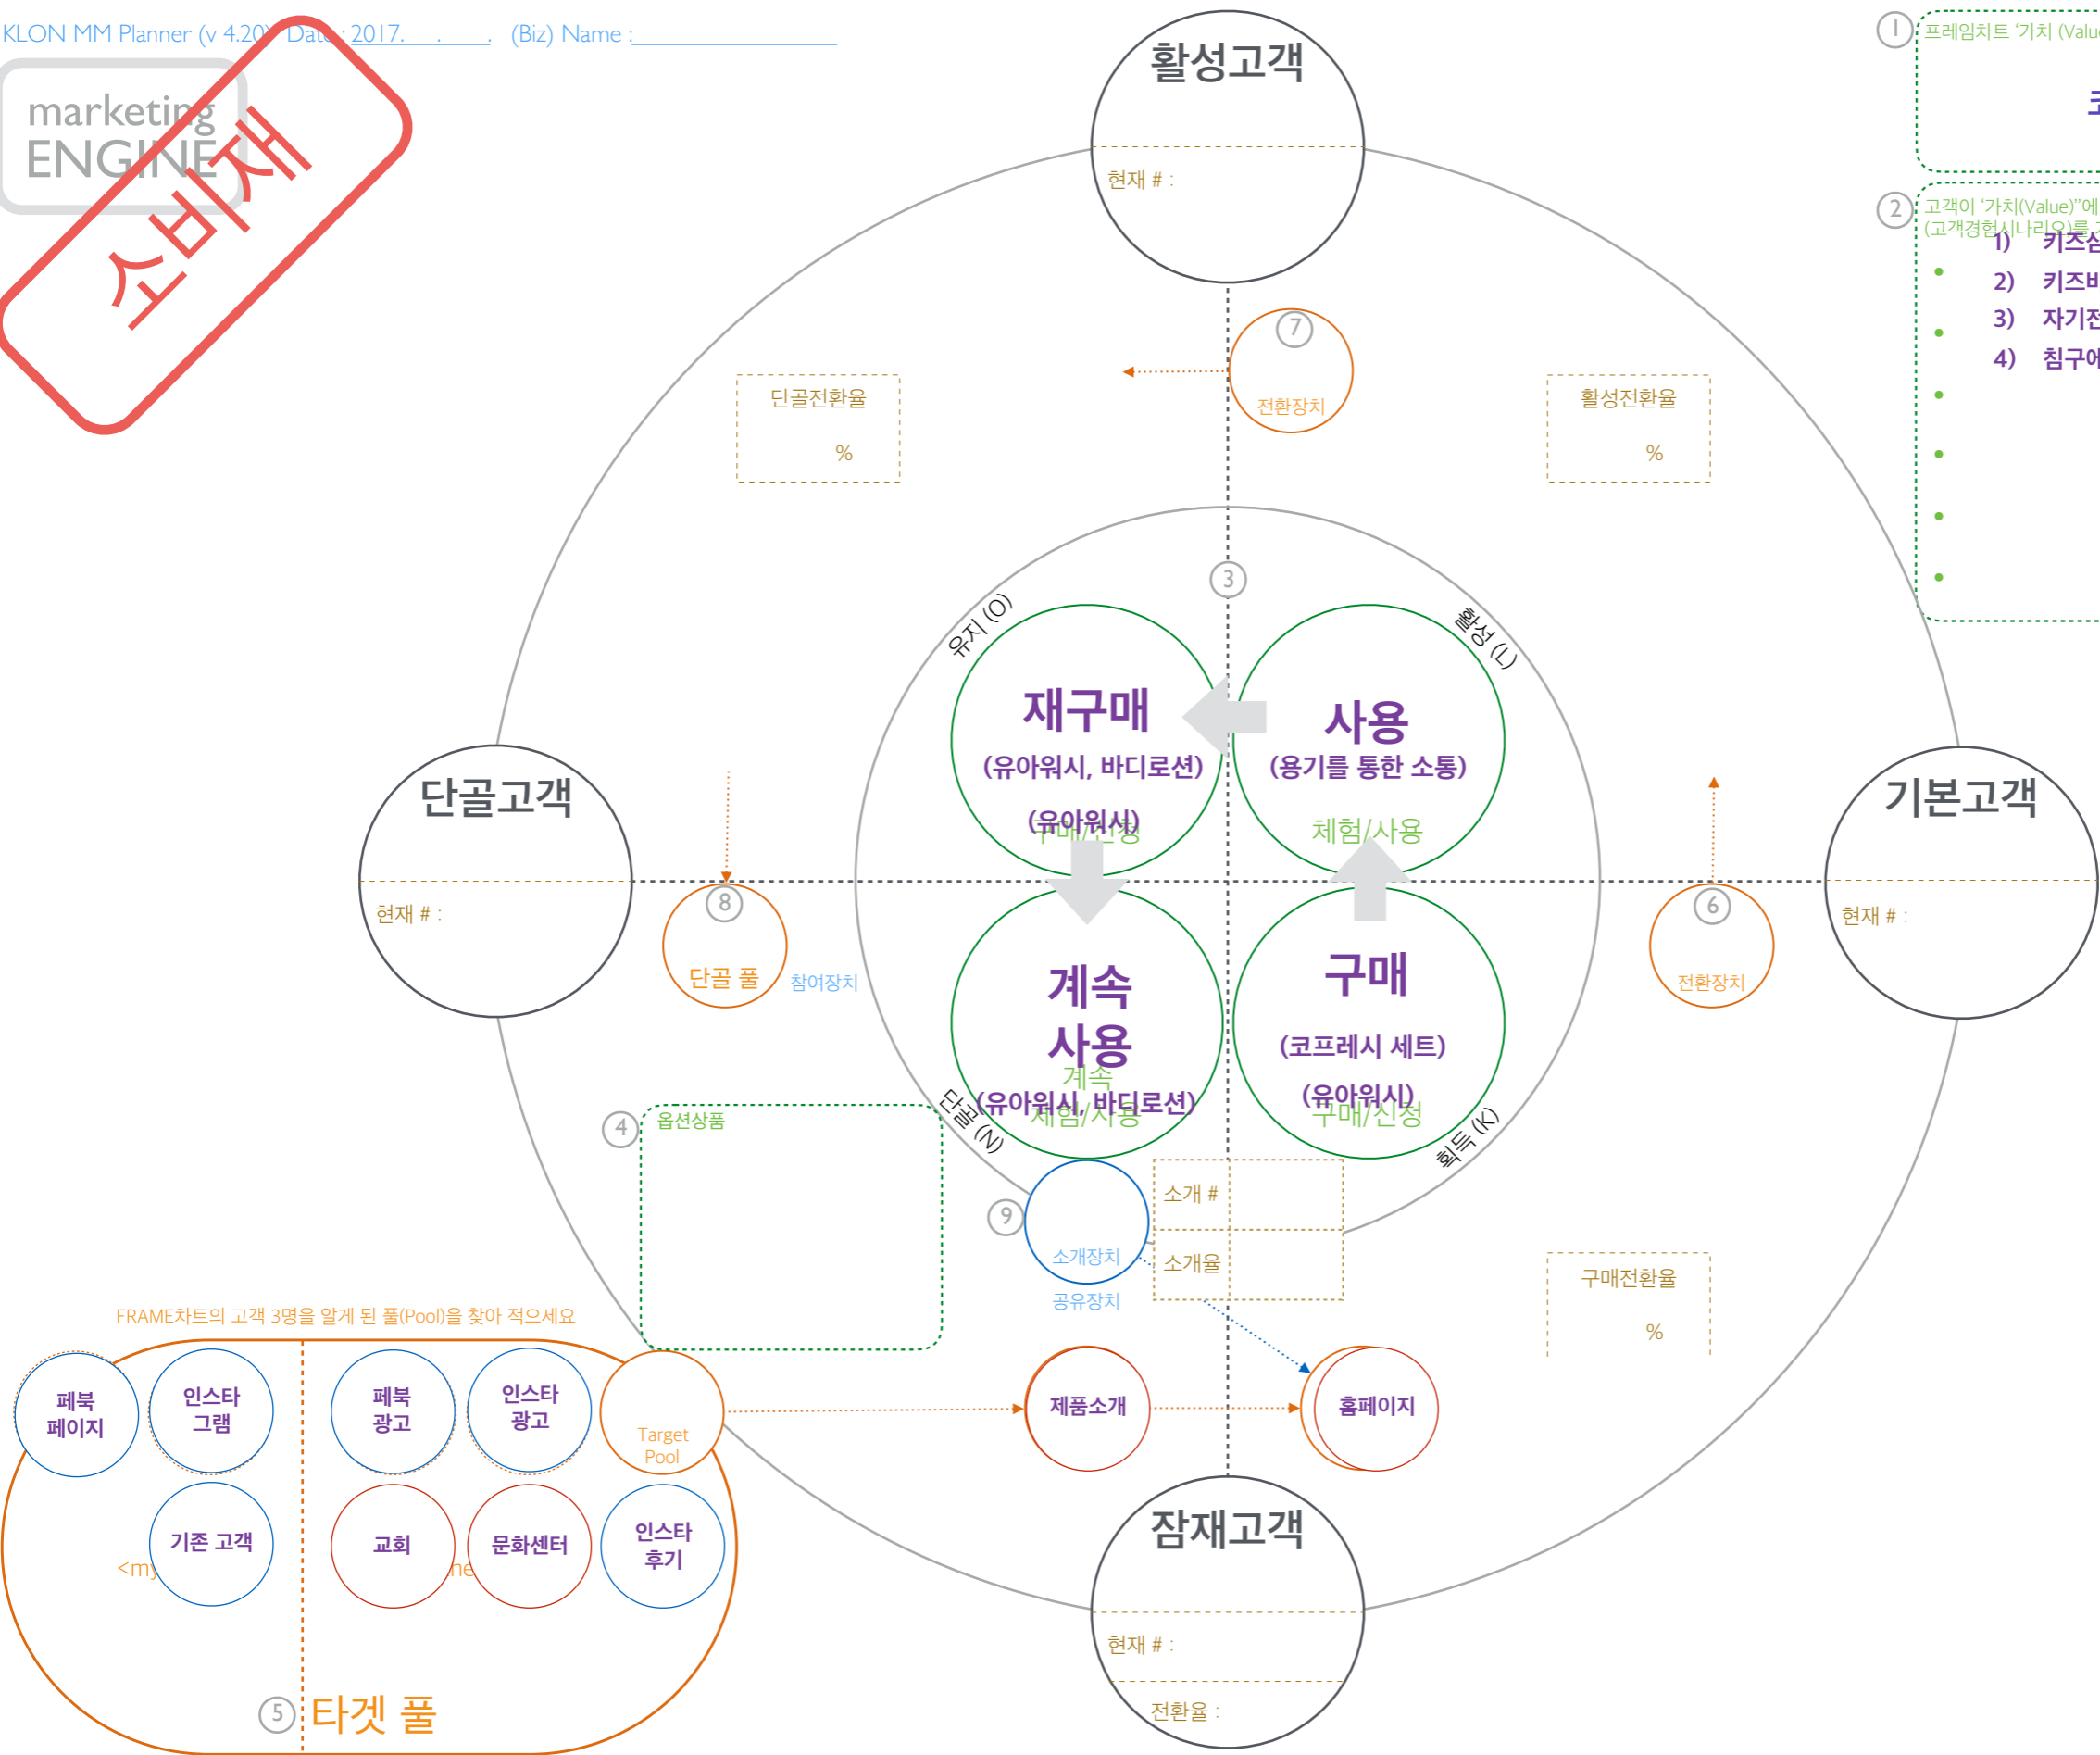 KLON MM Planner (v 4.20) Date : 2017. . . (Biz) Name :
marketing
ENGINE
소비재
활성고객
현재 # :
1
프레임차트 ‘가치 (Valu
2
고객이 ‘가치(Value)”에
(고객경험시나리오)를
1) 키즈샴
2) 키즈바
3) 자기전
4) 침구에
7
전환장치
단골전환율
%
활성전환율
%
3
유지 (O)
활성 (L)
재구매
(유아워시, 바디로션)
(유아워시)
구매/신청
사용
(용기를 통한 소통)
체험/사용
단골고객
현재 # :
기본고객
현재 # :
8
단골 풀
참여장치
6
전환장치
계속
사용
계속
(유아워시, 바디로션)
체험/사용
구매
(코프레시 세트)
(유아워시)
구매/신청
단골 (N)
획득 (K)
4
옵션상품
9
소개장치
공유장치
소개 #
소개율
구매전환율
%
FRAME차트의 고객 3명을 알게 된 풀(Pool)을 찾아 적으세요
페북
페이지
인스타
그램
페북
광고
인스타
광고
Target
Pool
제품소개
홈페이지
기존 고객
교회
문화센터
인스타
후기
<my
ne
5
타겟 풀
잠재고객
현재 # :
전환율 :